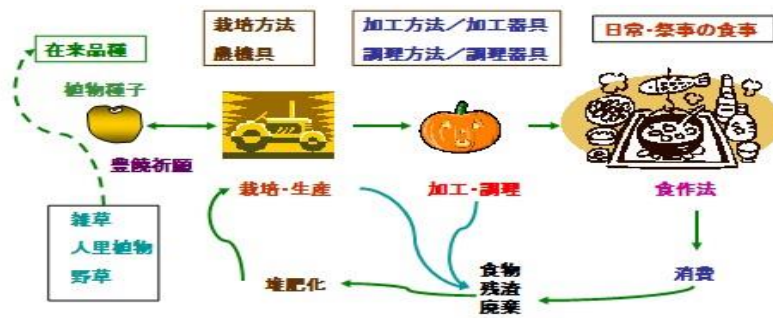 在来品種
栽培方法
農機具
加工方法／加工器具
調理方法／調理器具
日常・祭事の食事
植物種子
豊饒祈願
栽培・生産
加工・調理
食作法
雑草
人里植物
野草
堆肥化
食物
残渣
廃棄
消費